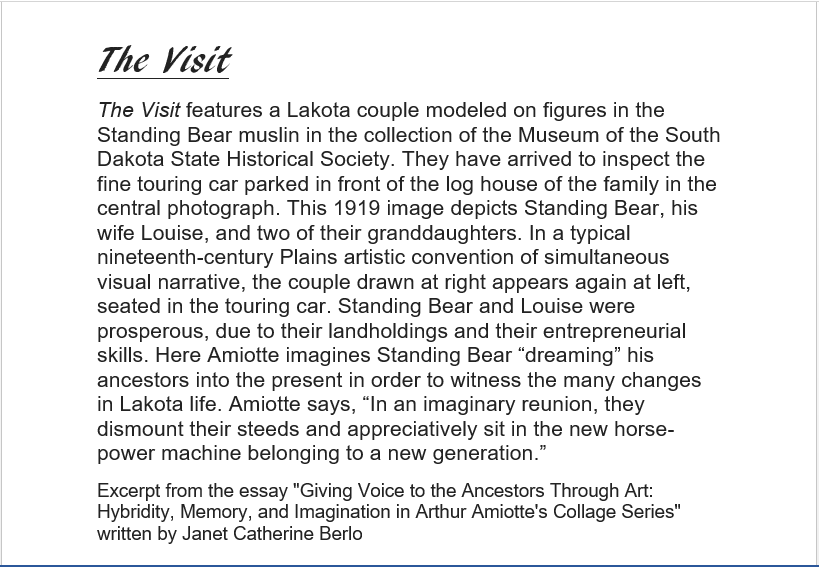 The Visit
The Visit features a Lakota couple modeled on figures in the
Standing Bear muslin in the collection of the Museum of the South
Dakota State Historical Society. They have arrived to inspect the
fine touring car parked in front of the log house of the family in the
central photograph. This 1919 image depicts Standing Bear, his
wife Louise, and two of their granddaughters. In a typical
nineteenth-century Plains artistic convention of simultaneous
visual narrative, the couple drawn at right appears again at left,
seated in the touring car. Standing Bear and Louise were
prosperous, due to their landholdings and their entrepreneurial
skills. Here Amiotte imagines Standing Bear “dreaming” his
ancestors into the present in order to witness the many changes
in Lakota life. Amiotte says, “In an imaginary reunion, they
dismount their steeds and appreciatively sit in the new horse-
power machine belonging to a new generation.”
Excerpt from the essay "Giving Voice to the Ancestors Through Art:
Hybridity, Memory, and Imagination in Arthur Amiotte's Collage Series"
written by Janet Catherine Berlo